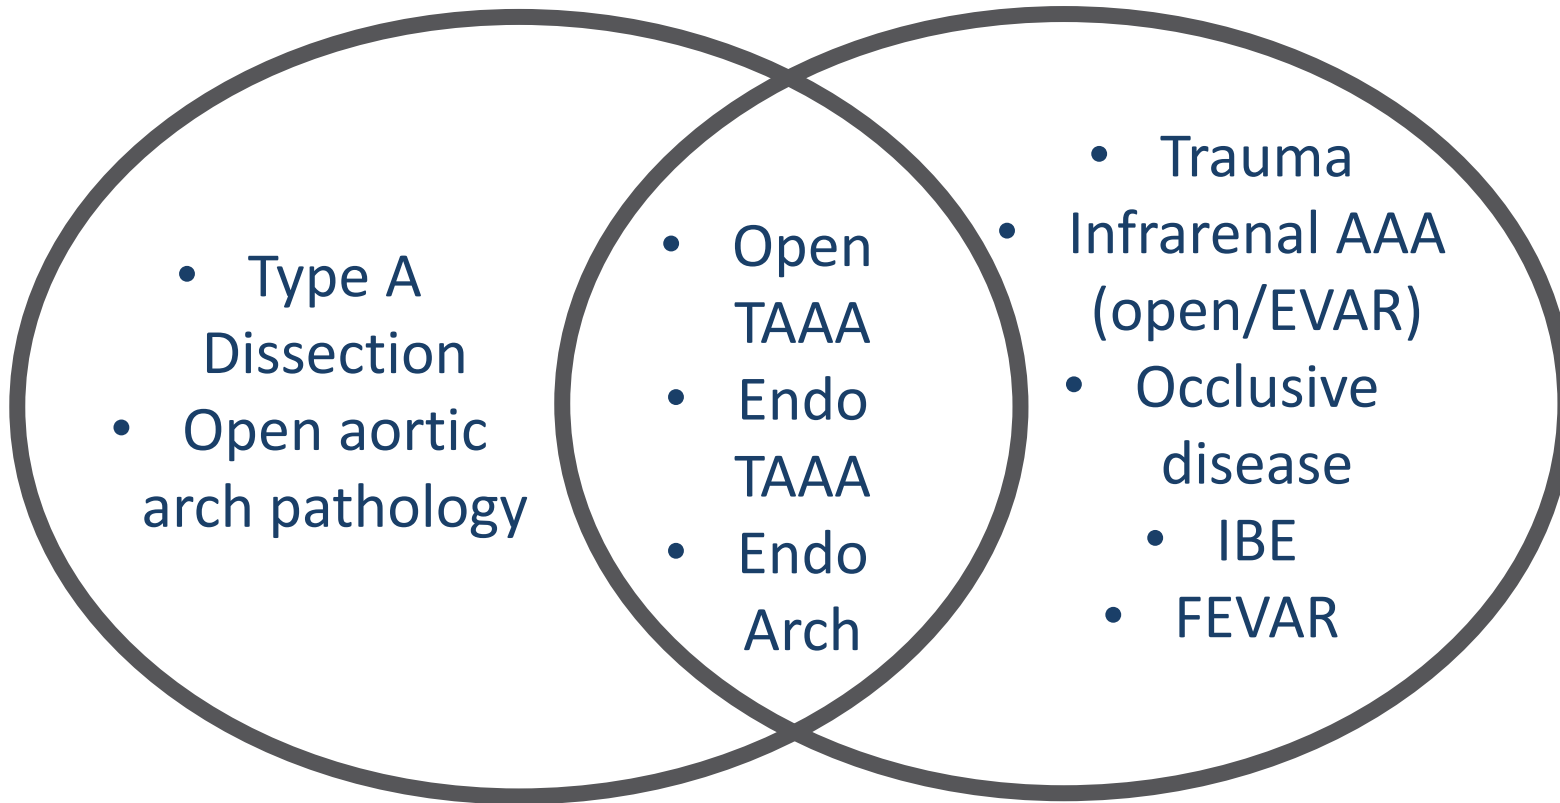 • Type A
Dissection
• Open aortic
arch pathology
• Open
TAAA
• Endo
TAAA
• Endo
Arch
• Trauma
• Infrarenal AAA
(open/EVAR)
• Occlusive
disease
• IBE
• FEVAR